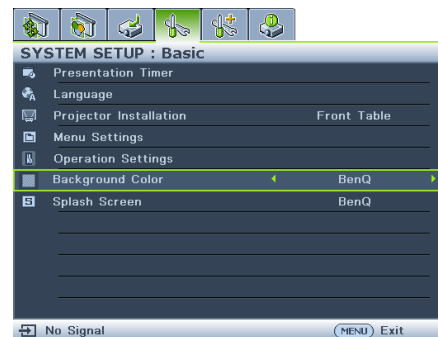 SYSTEM SETUP : Basic
Presentation Timer
Language
Projector Installation Front Table
Menu Settings
Operation Settings
Background Color BenQ
Splash Screen BenQ
No Signal MENU Exit